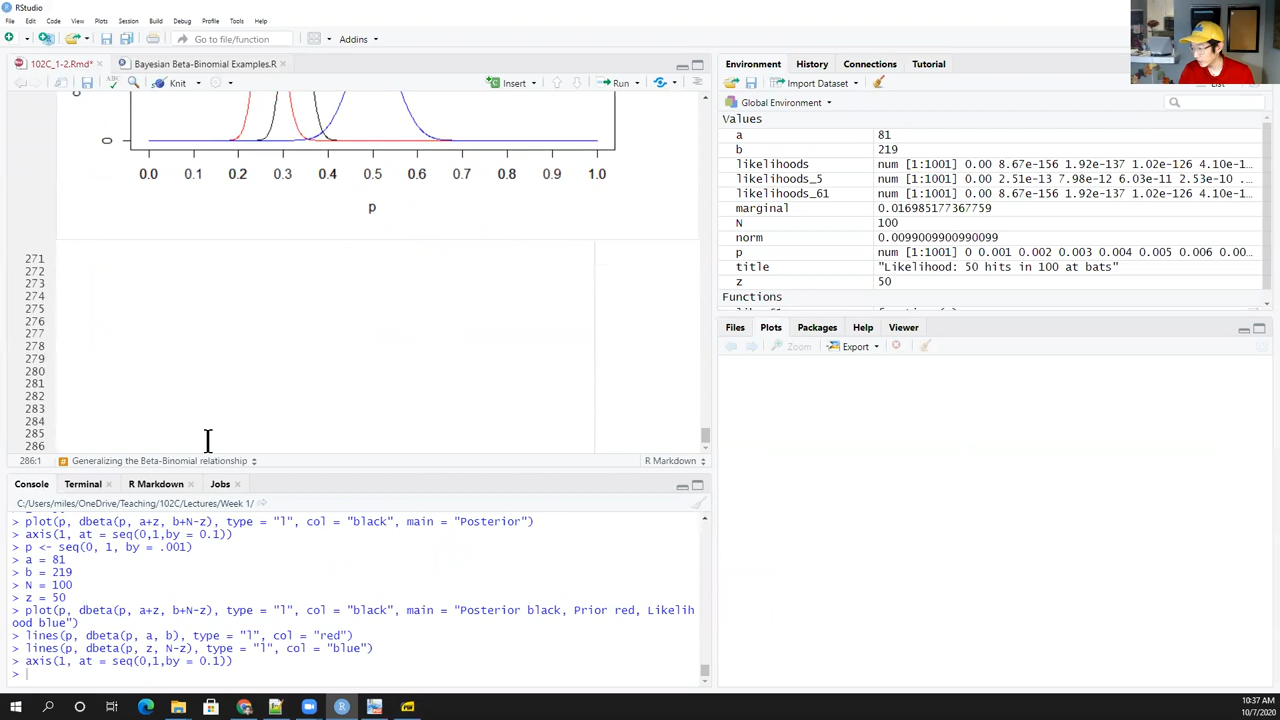 RStudio
File Edit Code View Plots Session Build Debug Profile Tools Help
Go to file/function Addins
102C_1-2.Rmd* Bayesian Beta-Binomial Examples.R
Knit Insert Run
0
0.0 0.1 0.2 0.3 0.4 0.5 0.6 0.7 0.8 0.9 1.0
p
271
272
273
274
275
276
277
278
279
280
281
282
283
284
285
286
286:1 Generalizing the Beta-Binomial relationship R Markdown
Console Terminal R Markdown Jobs
C:/Users/miles/OneDrive/Teaching/102C/Lectures/Week 1/
> plot(p, dbeta(p, a+z, b+N-z), type = "l", col = "black", main = "Posterior")
> axis(1, at = seq(0,1,by = 0.1))
> p <- seq(0, 1, by = .001)
> a = 81
> b = 219
> N = 100
> z = 50
> plot(p, dbeta(p, a+z, b+N-z), type = "l", col = "black", main = "Posterior black, Prior red, Likelih
ood blue")
> lines(p, dbeta(p, a, b), type = "l", col = "red")
> lines(p, dbeta(p, z, N-z), type = "l", col = "blue")
> axis(1, at = seq(0,1,by = 0.1))
>
Environment History Connections Tutorial
Import Dataset List
Global Environment
Values
a 81
b 219
likelihoods num [1:1001] 0.00 8.67e-156 1.92e-137 1.02e-126 4.10e-1...
likelihoods_5 num [1:1001] 0.00 2.51e-13 7.98e-12 6.03e-11 2.53e-10 ...
likelihoods_61 num [1:1001] 0.00 8.67e-156 1.92e-137 1.02e-126 4.10e-1...
marginal 0.016985177367759
N 100
norm 0.0099009900990099
p num [1:1001] 0 0.001 0.002 0.003 0.004 0.005 0.006 0.00...
title "Likelihood: 50 hits in 100 at bats"
z 50
Functions
Files Plots Packages Help Viewer
Zoom Export
10:37 AM
10/7/2020